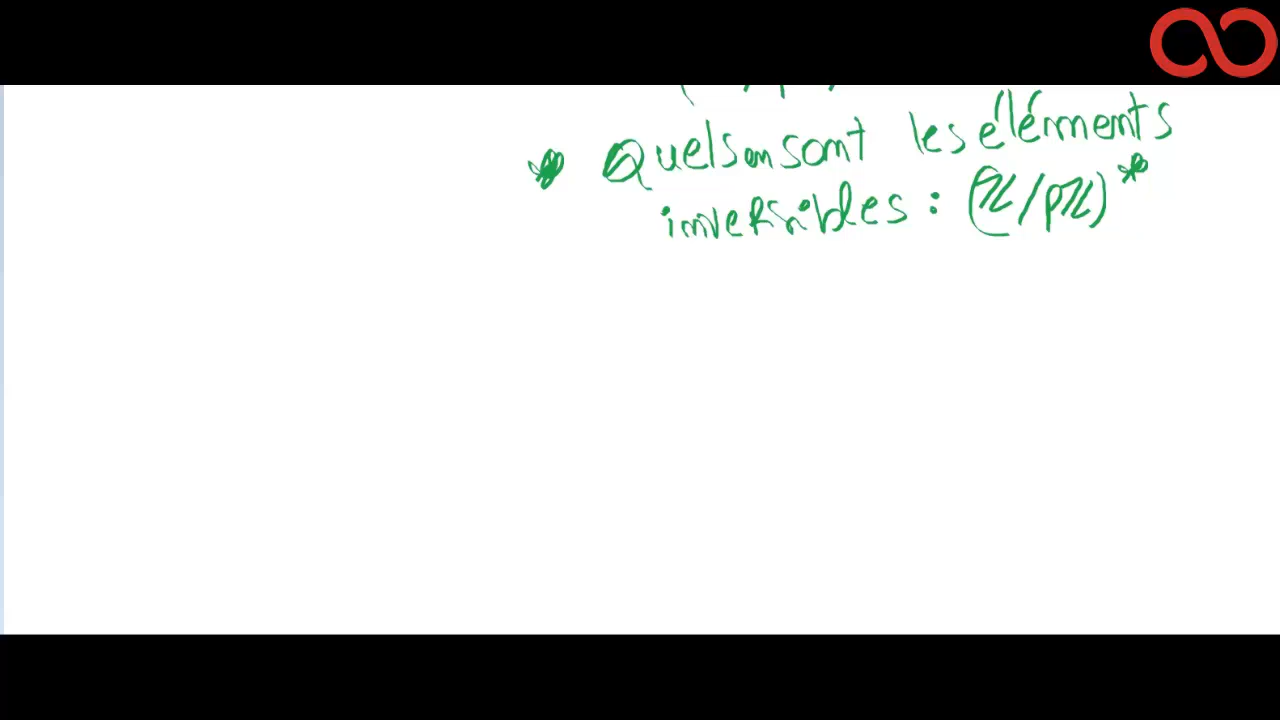 * Quels en sont les éléments
inversibles : (ℤ/pℤ)*